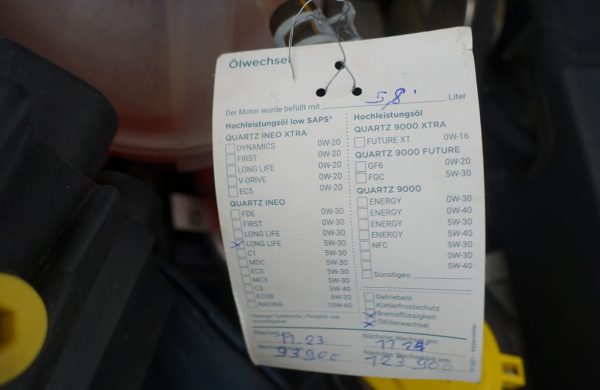 Ölwechsel
Der Motor wurde befüllt mit 5,8 Liter
Hochleistungsöl low SAPS*
QUARTZ INEO XTRA
DYNAMICS 0W-20
FIRST 0W-20
LONG LIFE 0W-20
V-DRIVE 0W-20
ECS 0W-20
QUARTZ INEO
FDE 0W-30
FIRST 0W-30
LONG LIFE 0W-30
LONG LIFE 5W-30
C1 5W-30
MDC 5W-30
ECS 5W-30
MC3 5W-30
C3 5W-40
ECOB 5W-20
RACING 10W-60
Hochleistungsöl
QUARTZ 9000 XTRA
FUTURE XT 0W-16
QUARTZ 9000 FUTURE
GF6 0W-20
FGC 5W-30
QUARTZ 9000
ENERGY 0W-30
ENERGY 0W-40
ENERGY 5W-30
ENERGY 5W-40
NFC 5W-30
0W-30
5W-40
Sonstiges:
Getriebeöl
Kühlerfrostschutz
Bremsflüssigkeit
Ölfilterwechsel
11.23
93900
11 24
123 900